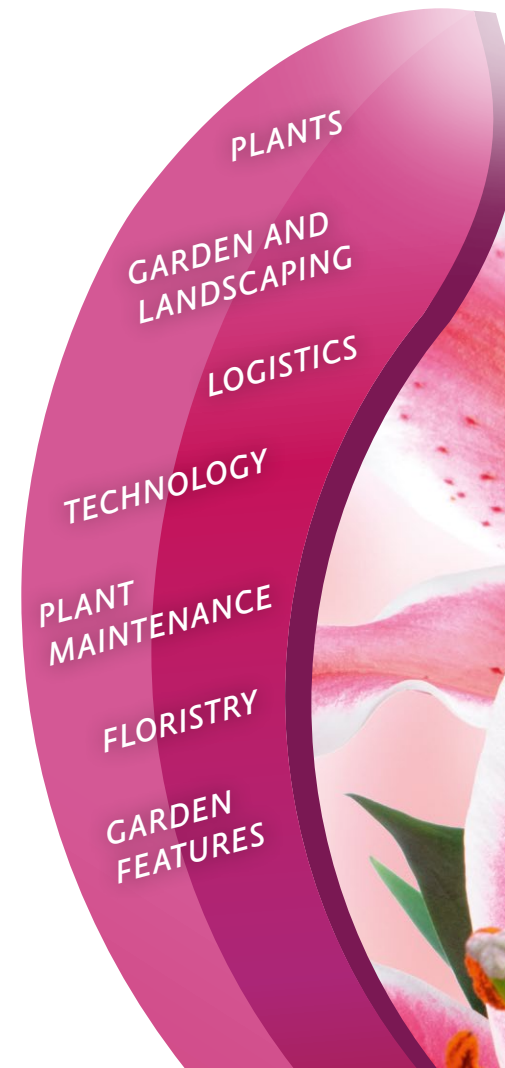 PLANTS
GARDEN AND
LANDSCAPING
LOGISTICS
TECHNOLOGY
PLANT
MAINTENANCE
FLORISTRY
GARDEN
FEATURES